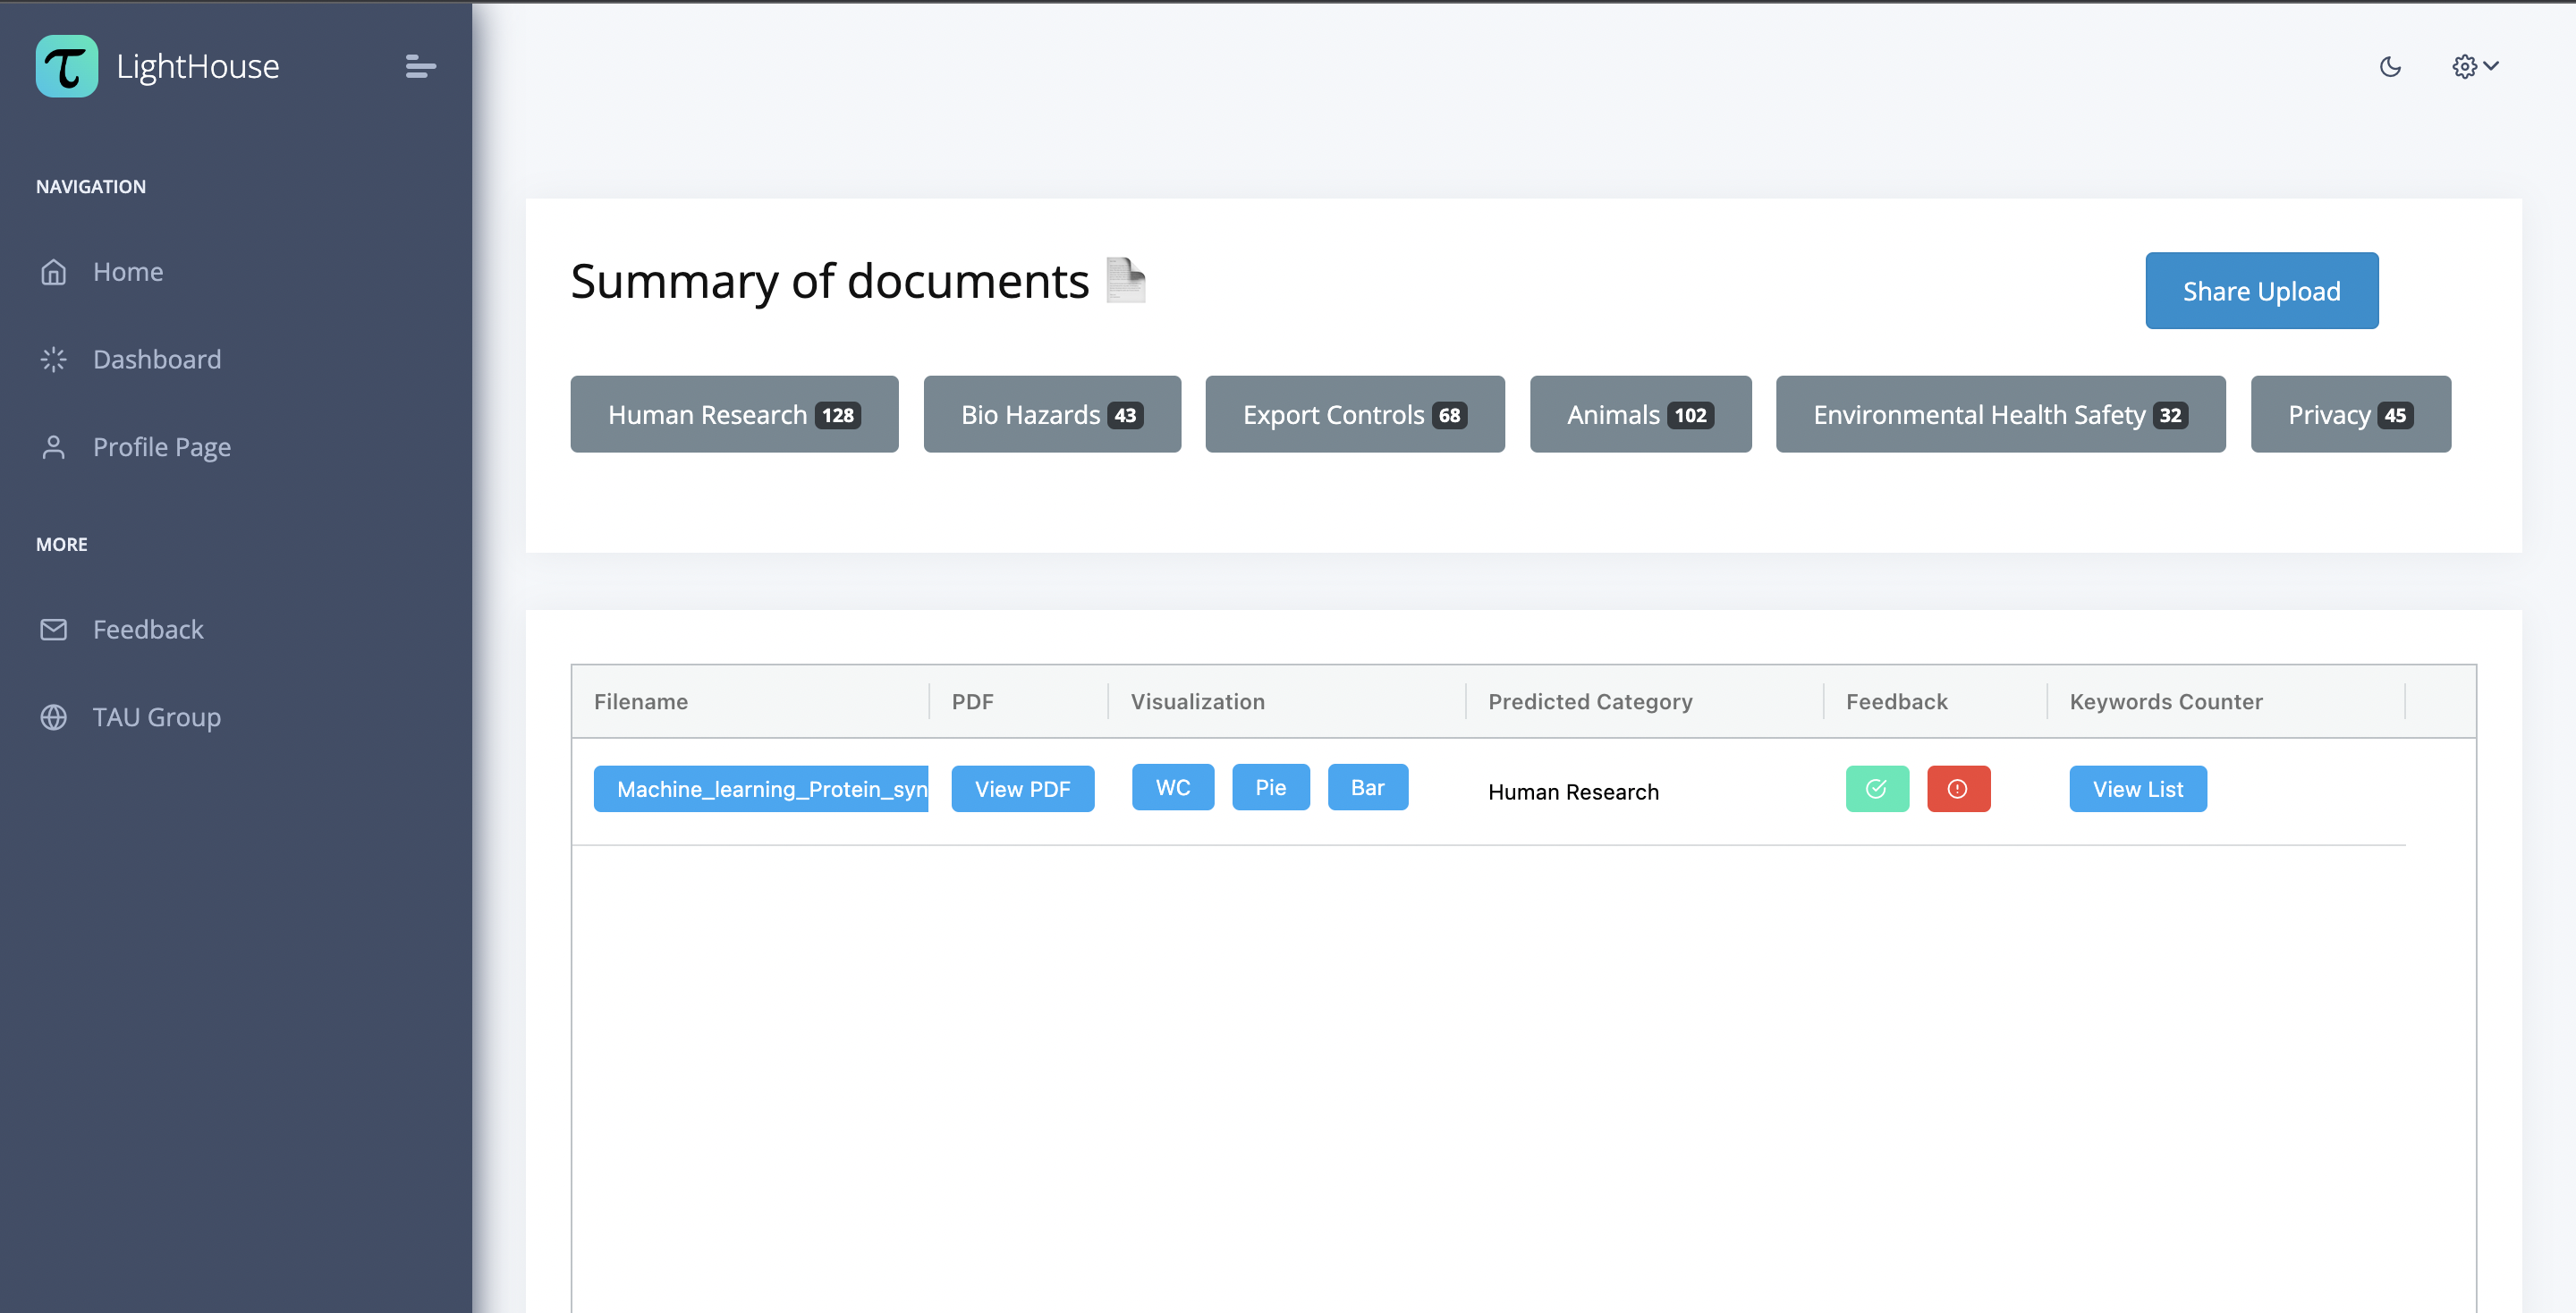 τ LightHouse
NAVIGATION
Home
Dashboard
Profile Page
MORE
Feedback
TAU Group
Summary of documents
Share Upload
Human Research 128
Bio Hazards 43
Export Controls 68
Animals 102
Environmental Health Safety 32
Privacy 45
Filename PDF Visualization Predicted Category Feedback Keywords Counter
Machine_learning_Protein_syn View PDF WC Pie Bar Human Research View List